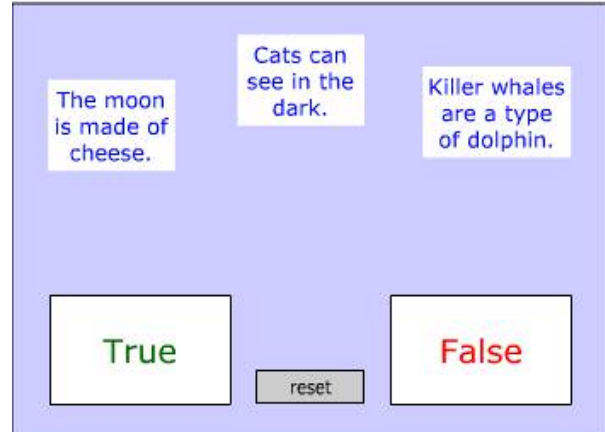 The moon
is made of
cheese.
Cats can
see in the
dark.
Killer whales
are a type
of dolphin.
True
False
reset